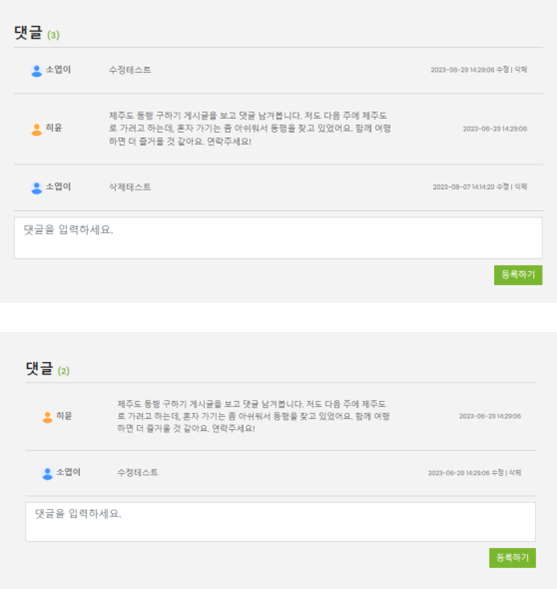 댓글 (3)
소엽이 수정테스트 2023-06-29 14:29:06 수정 | 삭제
제주도 동행 구하기 게시글을 보고 댓글 남겨봅니다. 저도 다음 주에 제주도
히윤 로 가려고 하는데, 혼자 가기는 좀 아쉬워서 동행을 찾고 있었어요. 함께 여행 2023-06-29 14:29:06
하면 더 즐거울 것 같아요. 연락주세요!
소엽이 삭제테스트 2023-08-07 14:14:20 수정 | 삭제
댓글을 입력하세요.
등록하기
댓글 (2)
제주도 동행 구하기 게시글을 보고 댓글 남겨봅니다. 저도 다음 주에 제주도
히윤 로 가려고 하는데, 혼자 가기는 좀 아쉬워서 동행을 찾고 있었어요. 함께 여행 2023-06-29 14:29:06
하면 더 즐거울 것 같아요. 연락주세요!
소엽이 수정테스트 2023-06-29 14:29:06 수정 | 삭제
댓글을 입력하세요.
등록하기